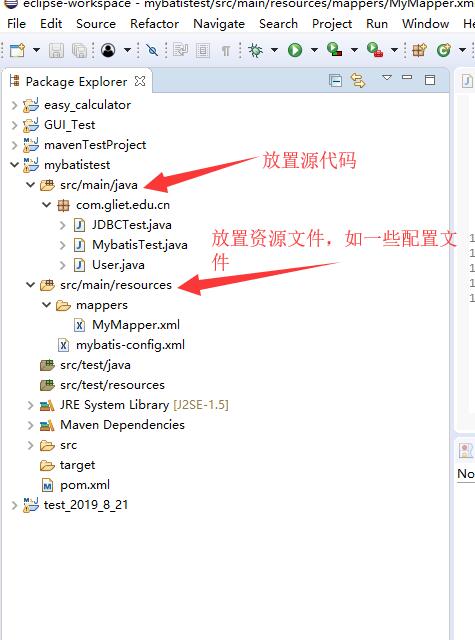 eclipse-workspace - mybatistest/src/main/resources/mappers/MyMapper.xm
File Edit Source Refactor Navigate Search Project Run Window He
Package Explorer
easy_calculator
GUI_Test
mavenTestProject
mybatistest
放置源代码
src/main/java
com.gliet.edu.cn
JDBCTest.java
MybatisTest.java
放置资源文件，如一些配置文
件
User.java
src/main/resources
mappers
MyMapper.xml
mybatis-config.xml
src/test/java
src/test/resources
JRE System Library [J2SE-1.5]
Maven Dependencies
src
target
No
pom.xml
test_2019_8_21